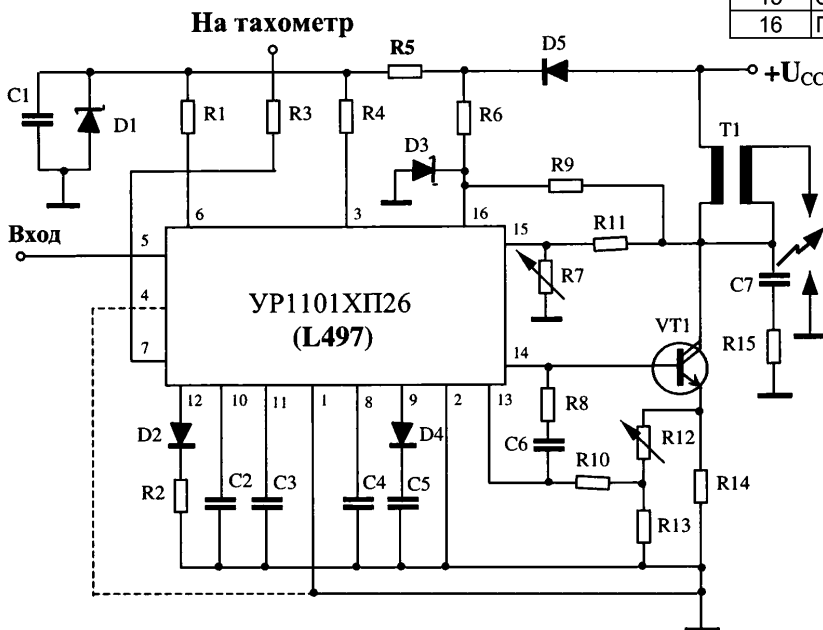 На тахометр
16 П
+U_CC
C1
D1
R1
R3
R4
R5
D5
R6
T1
D3
R9
6
3
16
Вход
5
15
R11
R7
C7
4
УР1101ХП26
(L497)
7
14
VT1
R15
12
10
11
1
8
9
2
13
R8
D2
D4
C6
R12
R2
C2
C3
C4
C5
R10
R13
R14